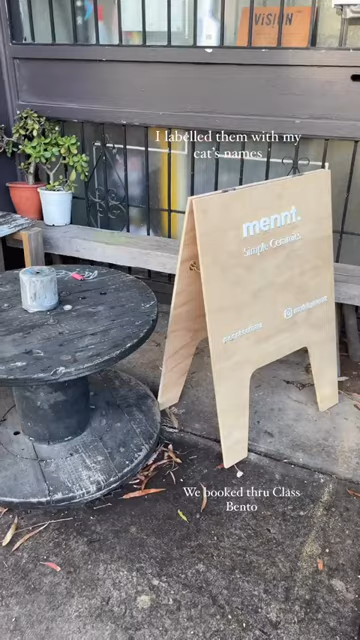 ViSION
I labelled them with my
cat's names
mennt.
Simple Ceramics
We booked thru Class
Bento